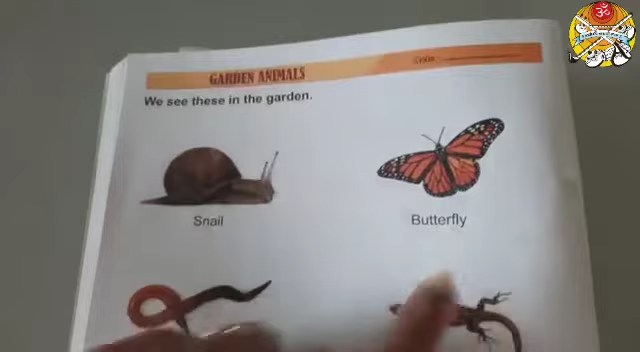 GARDEN ANIMALS
We see these in the garden.
Snail
Butterfly